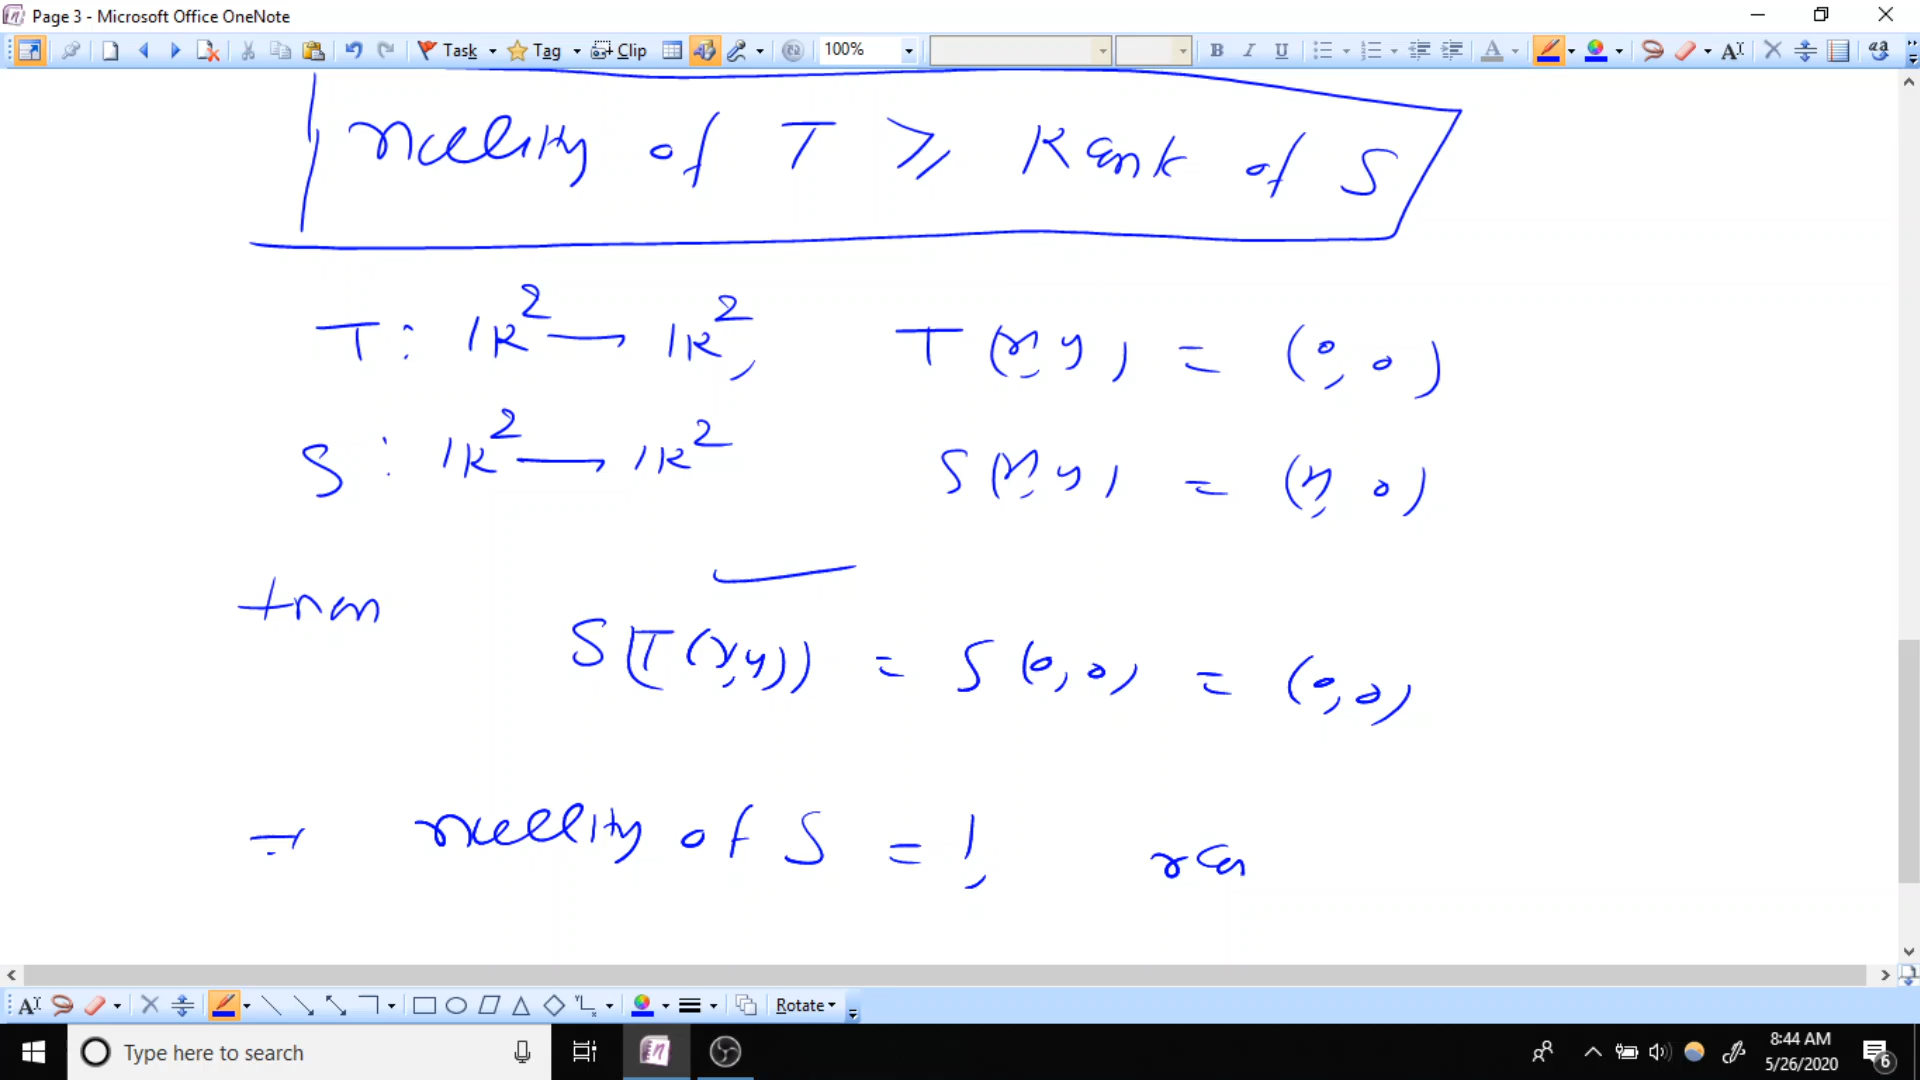 Page 3 - Microsoft Office OneNote
Task Tag Clip 100% B I U
nullity of T ≥ Rank of S
T: ℝ² — ℝ², T(x, y) = (0, 0)
S: ℝ² — ℝ² S(x, y) = (x, 0)
then
S(T(x,y)) = S(0, 0) = (0, 0)
⇒ nullity of S = 1, ran
Rotate
Type here to search
8:44 AM
5/26/2020
6